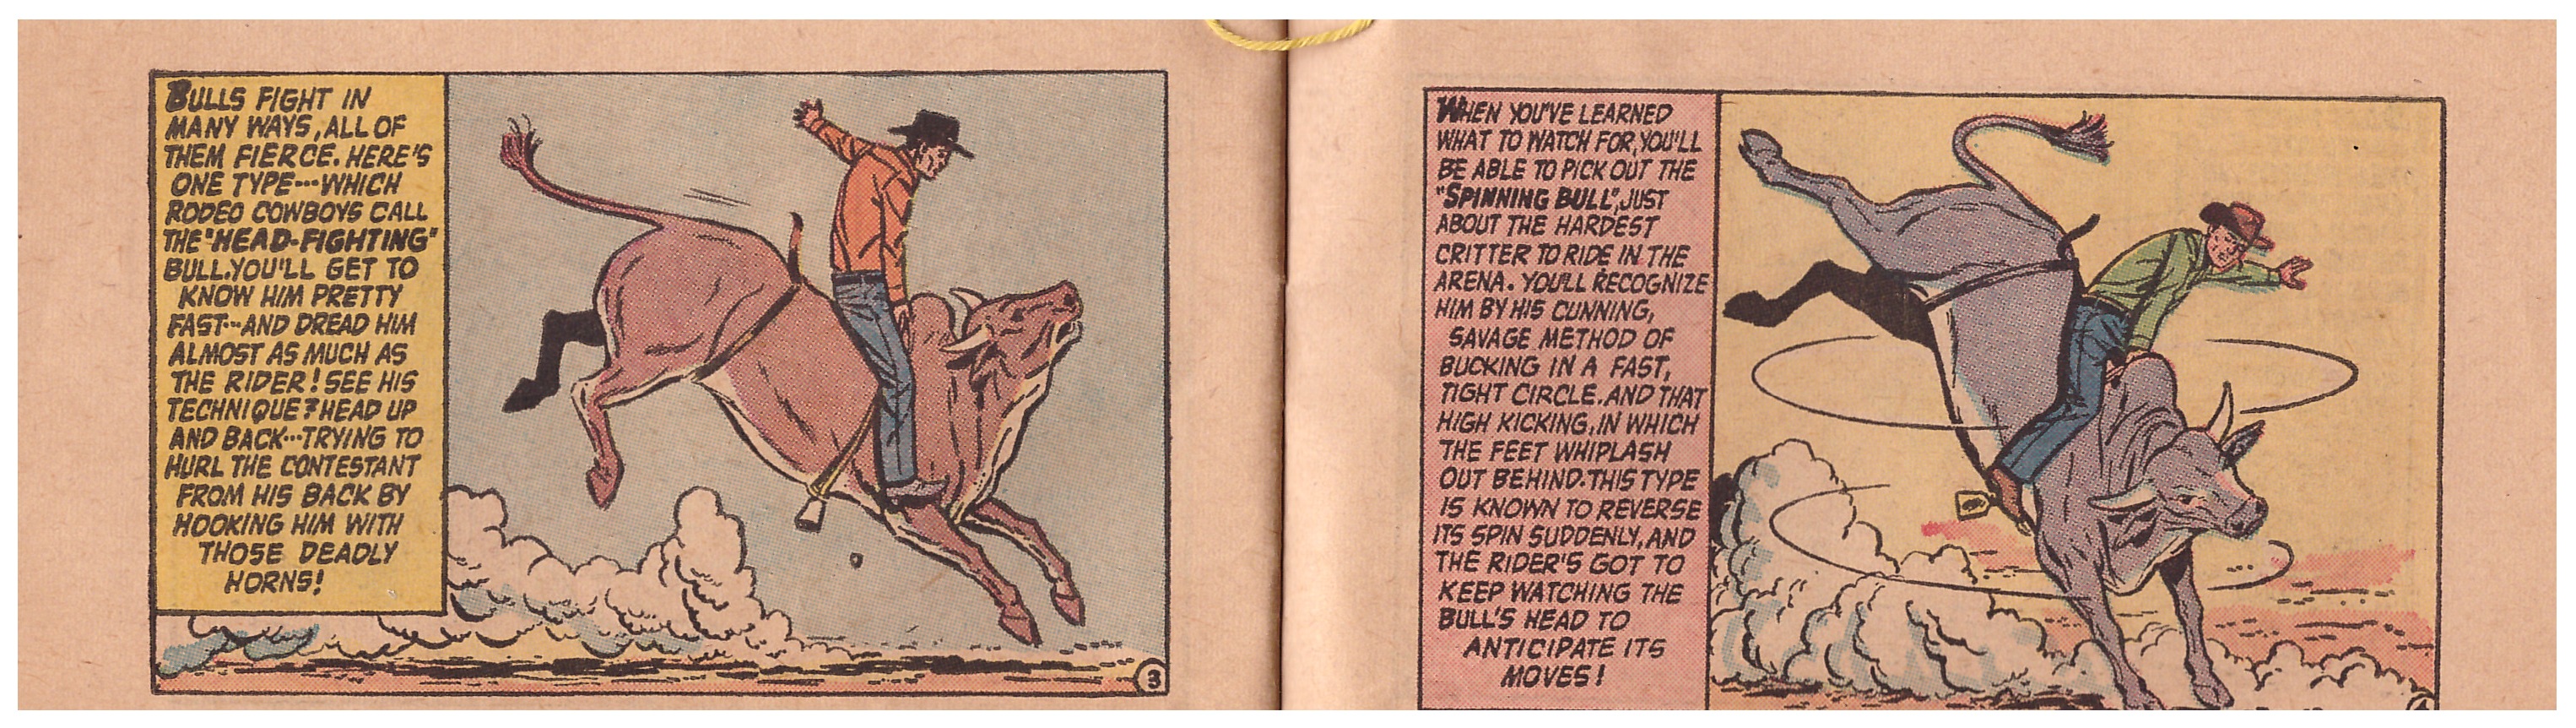 BULLS FIGHT IN
MANY WAYS, ALL OF
THEM FIERCE. HERE'S
ONE TYPE---WHICH
RODEO COWBOYS CALL
THE "HEAD-FIGHTING"
BULL. YOU'LL GET TO
KNOW HIM PRETTY
FAST--AND DREAD HIM
ALMOST AS MUCH AS
THE RIDER! SEE HIS
TECHNIQUE? HEAD UP
AND BACK---TRYING TO
HURL THE CONTESTANT
FROM HIS BACK BY
HOOKING HIM WITH
THOSE DEADLY
HORNS!
3
WHEN YOU'VE LEARNED
WHAT TO WATCH FOR, YOU'LL
BE ABLE TO PICK OUT THE
"SPINNING BULL", JUST
ABOUT THE HARDEST
CRITTER TO RIDE IN THE
ARENA. YOU'LL RECOGNIZE
HIM BY HIS CUNNING,
SAVAGE METHOD OF
BUCKING IN A FAST,
TIGHT CIRCLE. AND THAT
HIGH KICKING, IN WHICH
THE FEET WHIPLASH
OUT BEHIND. THIS TYPE
IS KNOWN TO REVERSE
ITS SPIN SUDDENLY, AND
THE RIDER'S GOT TO
KEEP WATCHING THE
BULL'S HEAD TO
ANTICIPATE ITS
MOVES!